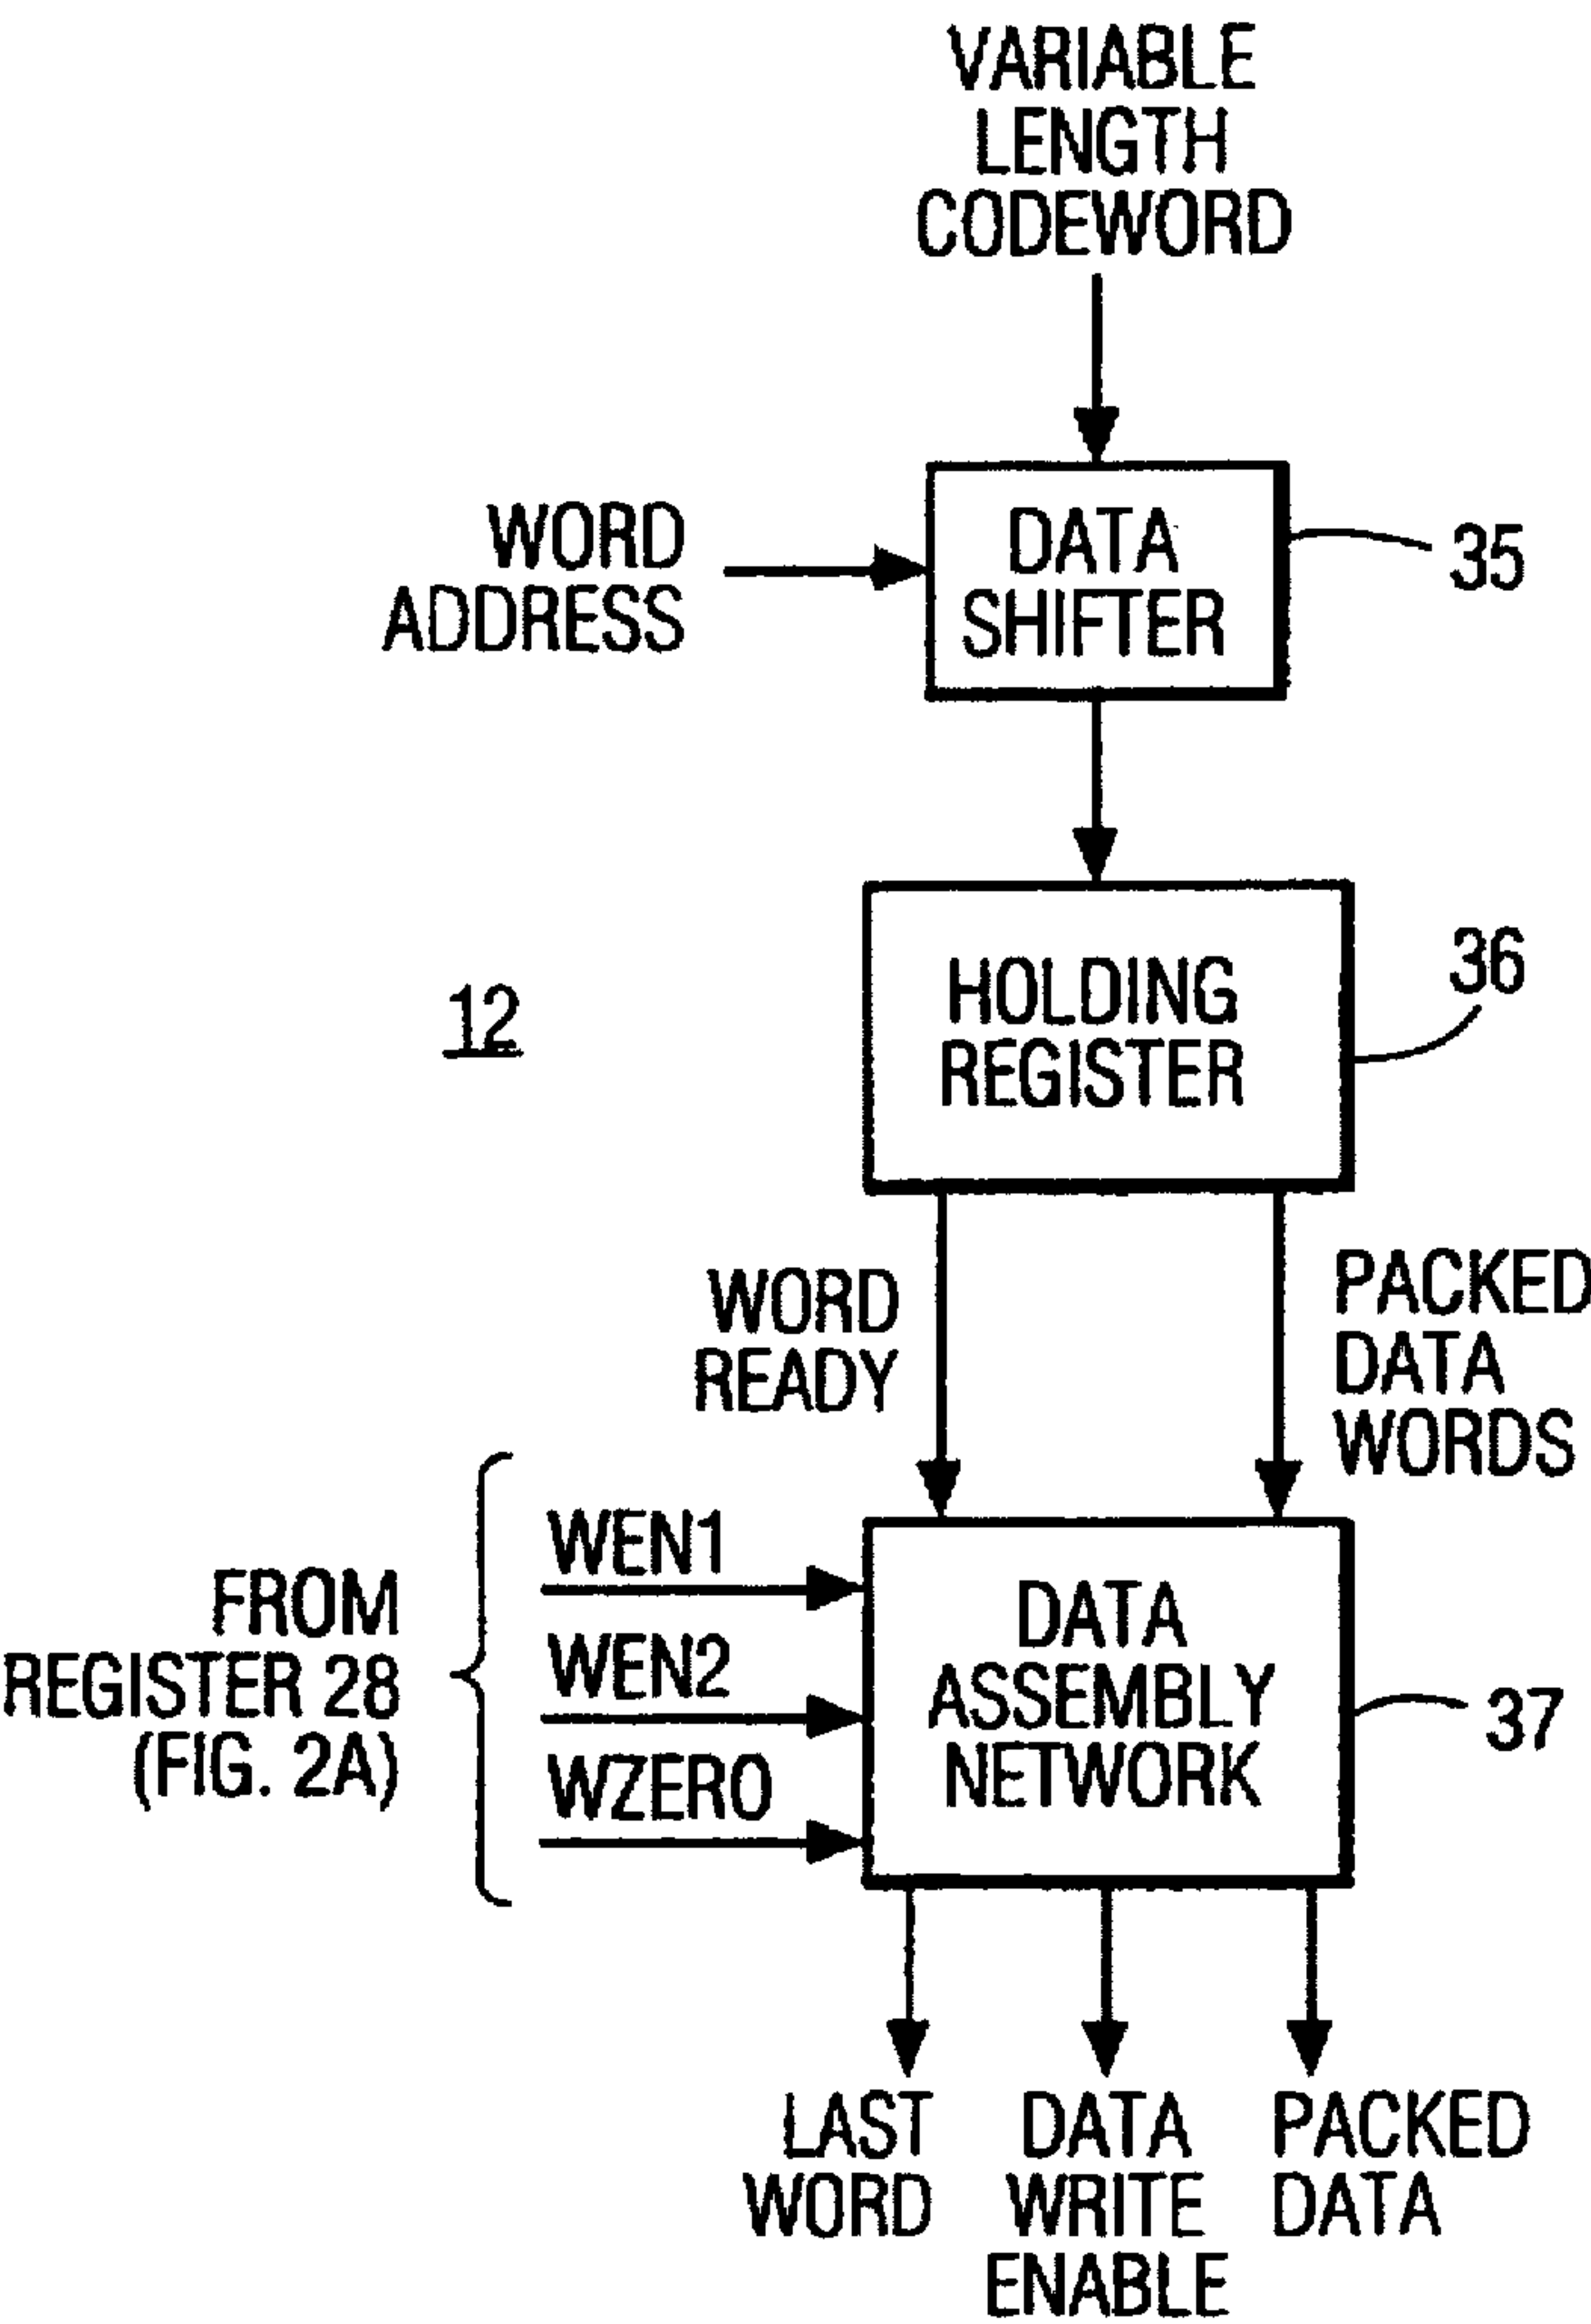 VARIABLE
LENGTH
CODEWORD
WORD
ADDRESS
DATA
SHIFTER
35
HOLDING
REGISTER
36
12
WORD
READY
PACKED
DATA
WORDS
FROM
REGISTER 28
(FIG. 2A)
WEN1
WEN2
WZERO
DATA
ASSEMBLY
NETWORK
37
LAST
WORD
DATA
WRITE
ENABLE
PACKED
DATA